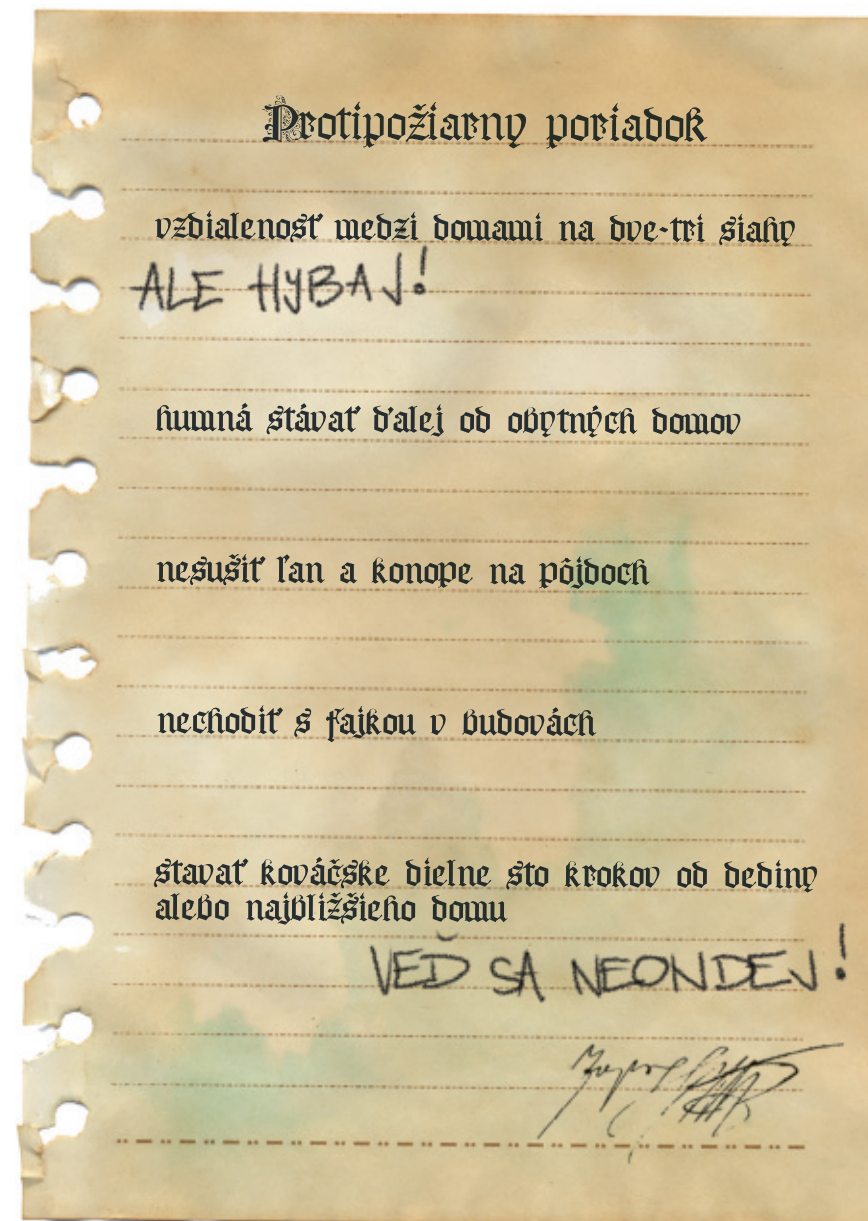 Protipožiarny poriadok
vzdialenosť medzi domami na dve-tri siahy
ALE HYBAJ!
humná stávať ďalej od obytných domov
nesušiť ľan a konope na pôjdoch
nechodiť s fajkou v budovách
stavať kováčske dielne sto krokov od dediny
alebo najbližšieho domu
VEĎ SA NEONDEJ!